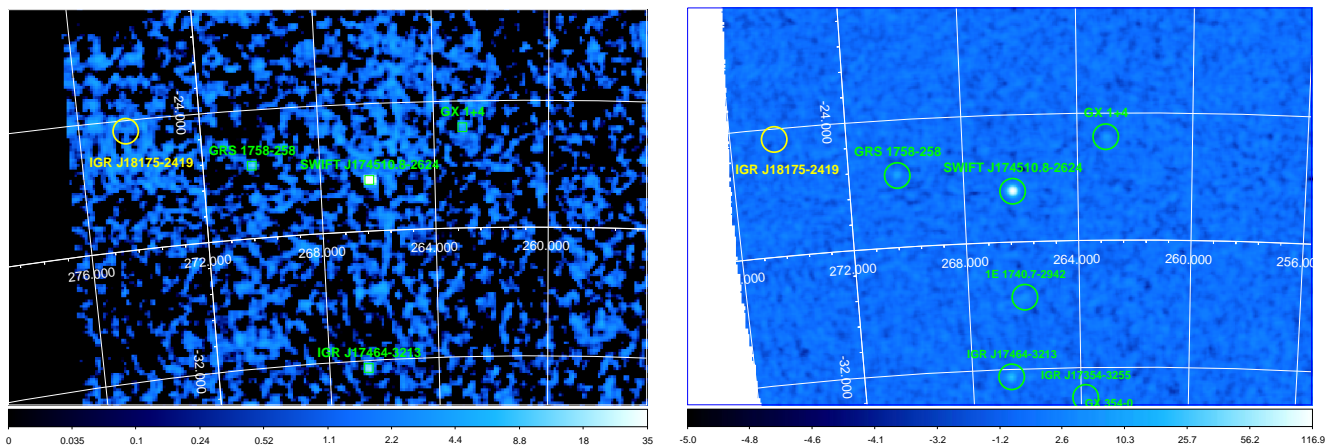 GX 1+4
-24.000
IGR J18175-2419
GRS 1758-258
SWIFT J174510.8-2624
276.000
272.000
268.000
264.000
260.000
IGR J17464-3213
-32.000
0
0.035
0.1
0.24
0.52
1.1
2.2
4.4
8.8
18
35
GX 1+4
-24.000
IGR J18175-2419
GRS 1758-258
SWIFT J174510.8-2624
.000
272.000
268.000
264.000
260.000
256.00
1E 1740.7-2942
IGR J17464-3213
-32.000
IGR J17354-3255
GX 354-0
-5.0
-4.8
-4.6
-4.1
-3.2
-1.2
2.6
10.3
25.7
56.2
116.9